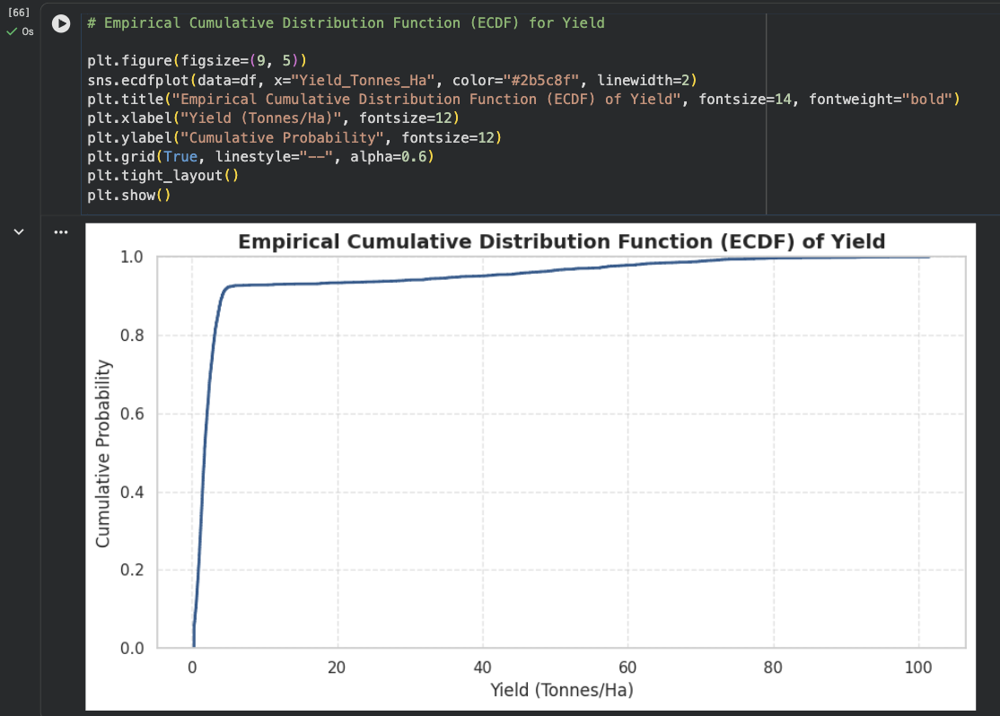 [66]
0s
# Empirical Cumulative Distribution Function (ECDF) for Yield
plt.figure(figsize=(9, 5))
sns.ecdfplot(data=df, x="Yield_Tonnes_Ha", color="#2b5c8f", linewidth=2)
plt.title("Empirical Cumulative Distribution Function (ECDF) of Yield", fontsize=14, fontweight="bold")
plt.xlabel("Yield (Tonnes/Ha)", fontsize=12)
plt.ylabel("Cumulative Probability", fontsize=12)
plt.grid(True, linestyle="--", alpha=0.6)
plt.tight_layout()
plt.show()
Empirical Cumulative Distribution Function (ECDF) of Yield
1.0
0.8
0.6
0.4
0.2
0.0
Cumulative Probability
0 20 40 60 80 100
Yield (Tonnes/Ha)